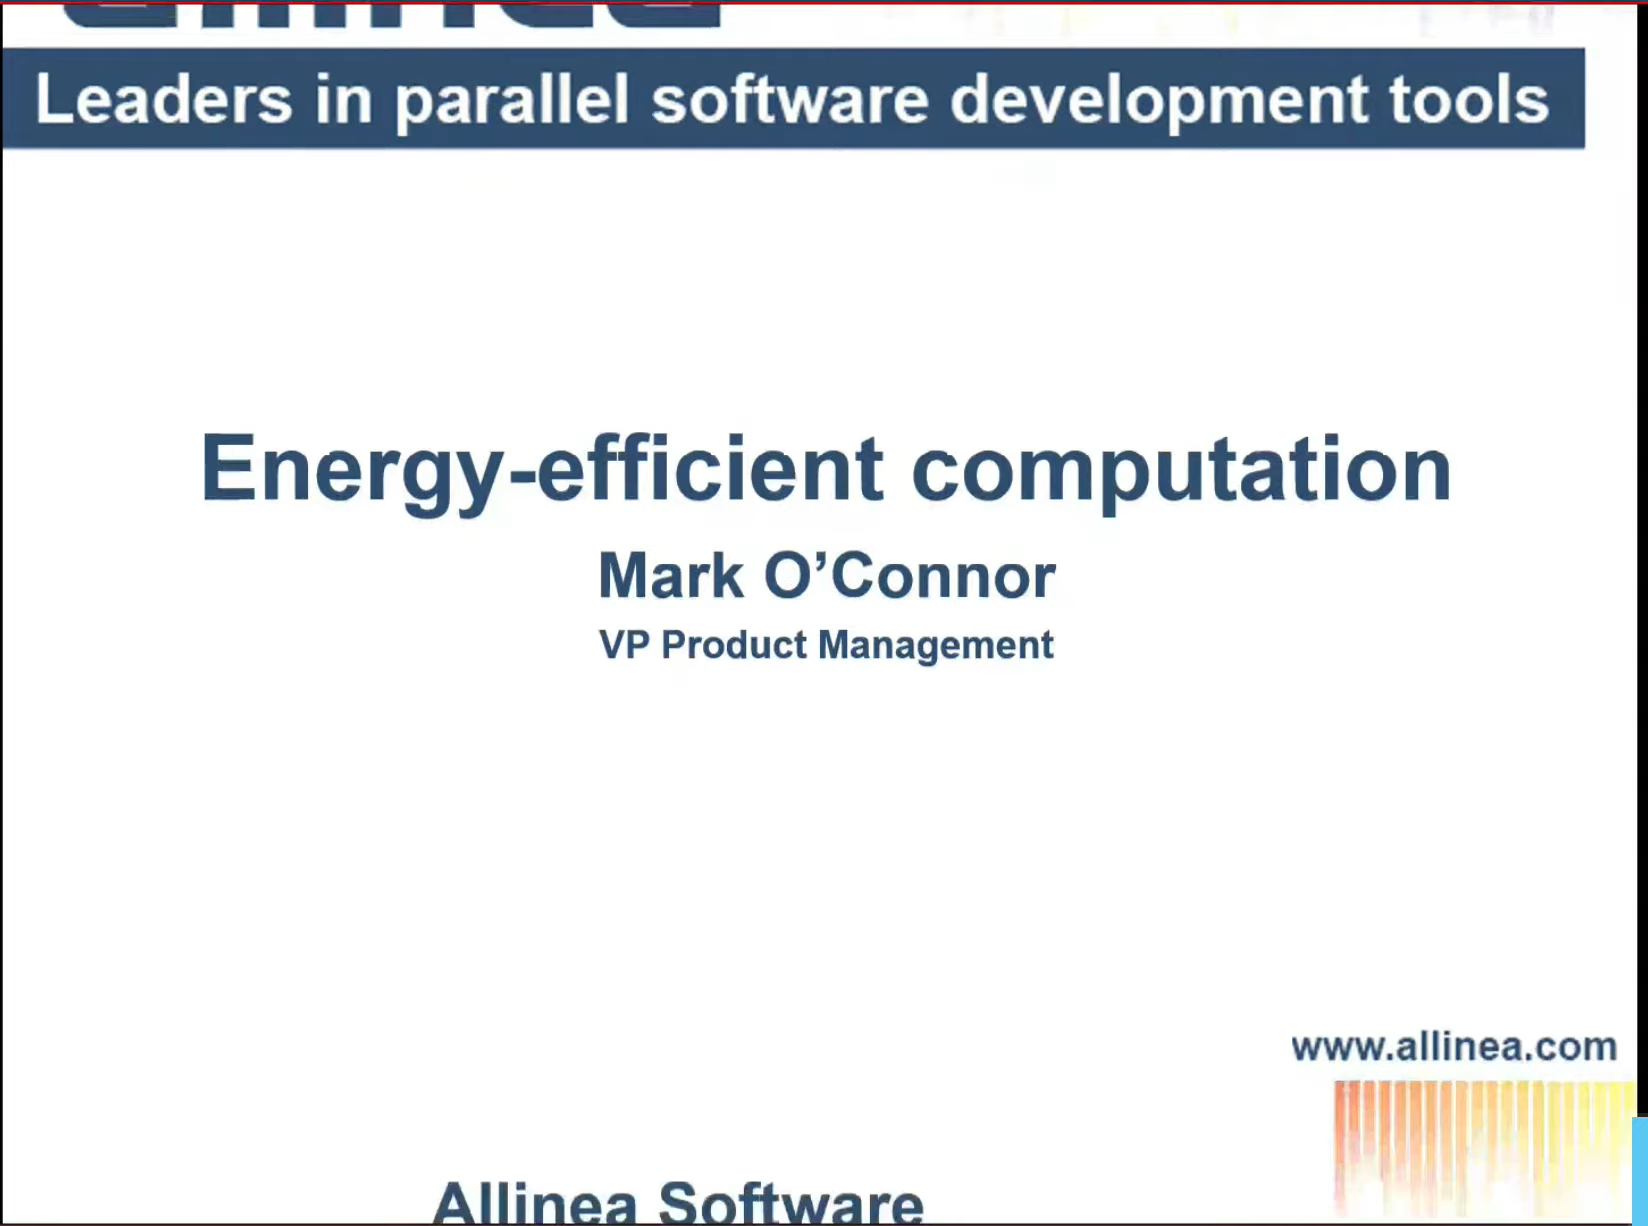 allinea
Leaders in parallel software development tools
Energy-efficient computation
Mark O’Connor
VP Product Management
www.allinea.com
Allinea Software